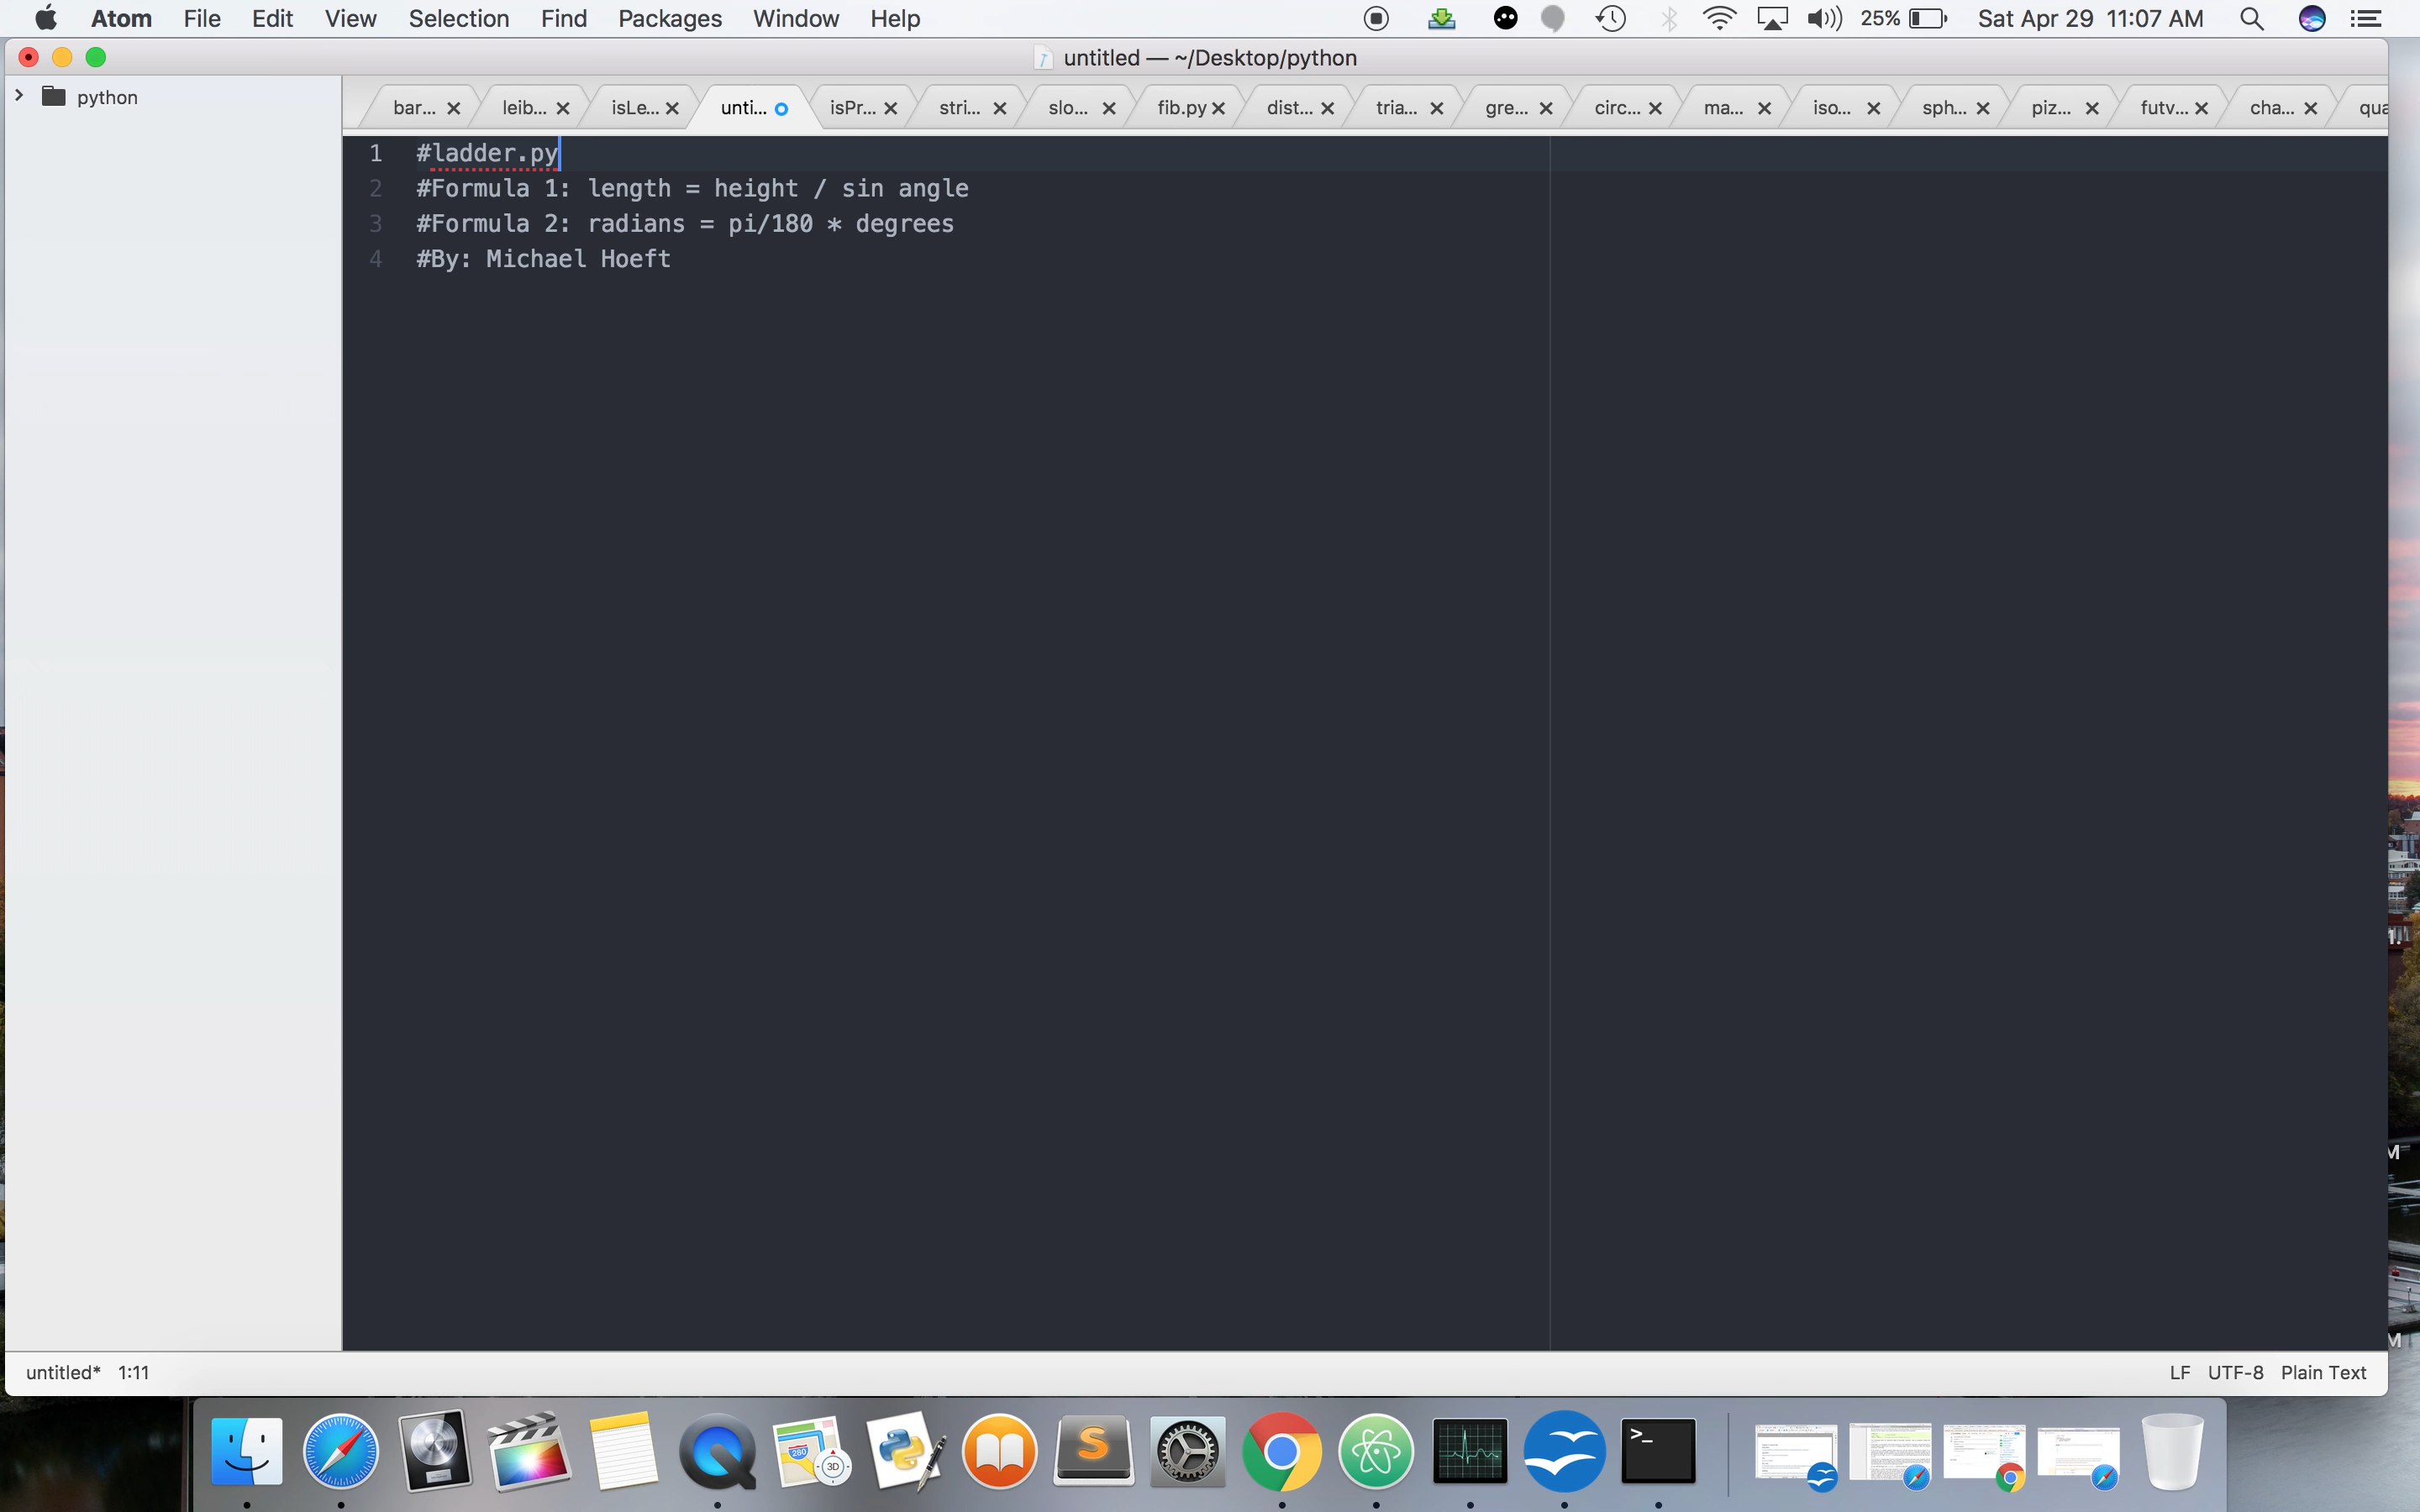 Atom File Edit View Selection Find Packages Window Help 25% Sat Apr 29 11:07 AM
untitled — ~/Desktop/python
python
bar... leib... isLe... unti... isPr... stri... slo... fib.py dist... tria... gre... circ... ma... iso... sph... piz... futv... cha... qua
1 #ladder.py
2 #Formula 1: length = height / sin angle
3 #Formula 2: radians = pi/180 * degrees
4 #By: Michael Hoeft
untitled* 1:11 LF UTF-8 Plain Text
280 3D S >_